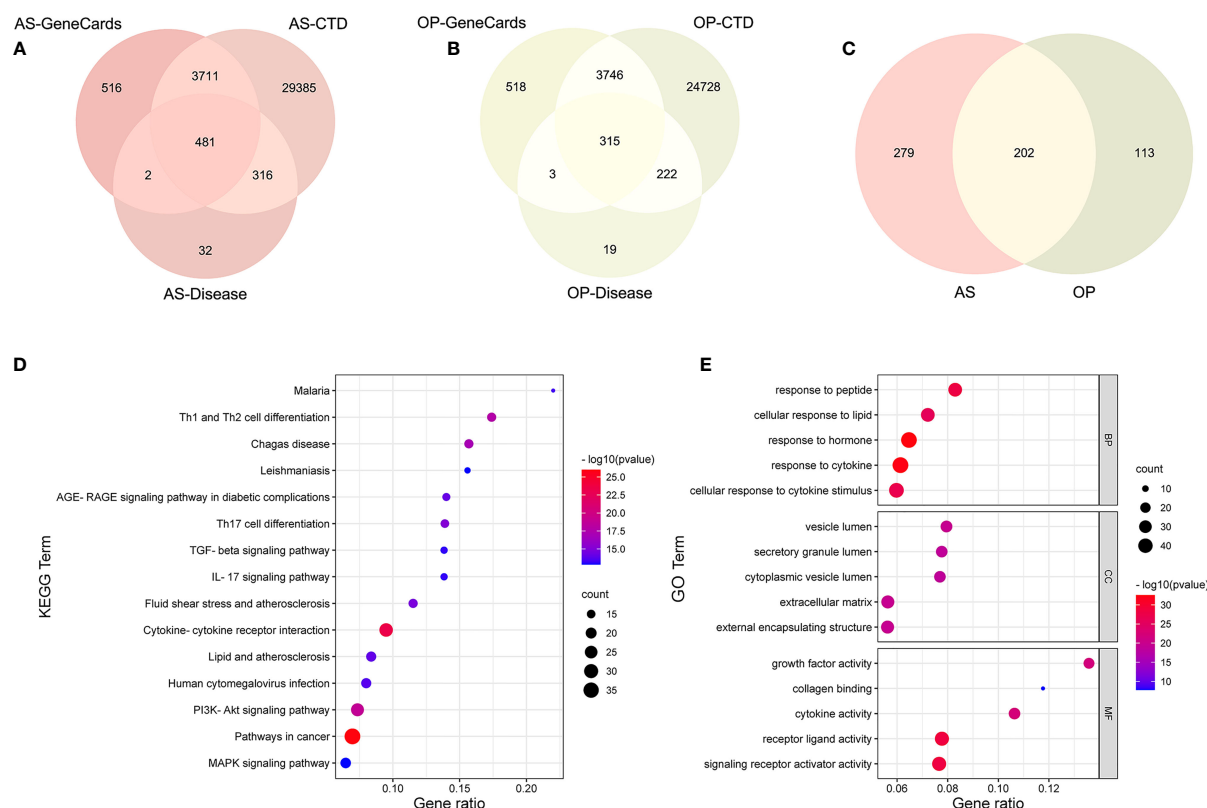 AS-GeneCards
AS-CTD
A
516
3711
29385
481
2
316
32
AS-Disease
OP-GeneCards
OP-CTD
B
518
3746
24728
315
3
222
19
OP-Disease
C
279
202
113
AS
OP
D
KEGG Term
Malaria
Th1 and Th2 cell differentiation
Chagas disease
Leishmaniasis
AGE- RAGE signaling pathway in diabetic complications
Th17 cell differentiation
TGF- beta signaling pathway
IL- 17 signaling pathway
Fluid shear stress and atherosclerosis
Cytokine- cytokine receptor interaction
Lipid and atherosclerosis
Human cytomegalovirus infection
PI3K- Akt signaling pathway
Pathways in cancer
MAPK signaling pathway
0.10
0.15
0.20
Gene ratio
- log10(pvalue)
25.0
22.5
20.0
17.5
15.0
count
15
20
25
30
35
E
GO Term
response to peptide
cellular response to lipid
response to hormone
response to cytokine
cellular response to cytokine stimulus
BP
vesicle lumen
secretory granule lumen
cytoplasmic vesicle lumen
extracellular matrix
external encapsulating structure
CC
growth factor activity
collagen binding
cytokine activity
receptor ligand activity
signaling receptor activator activity
MF
0.06
0.08
0.10
0.12
Gene ratio
count
10
20
30
40
- log10(pvalue)
30
25
20
15
10